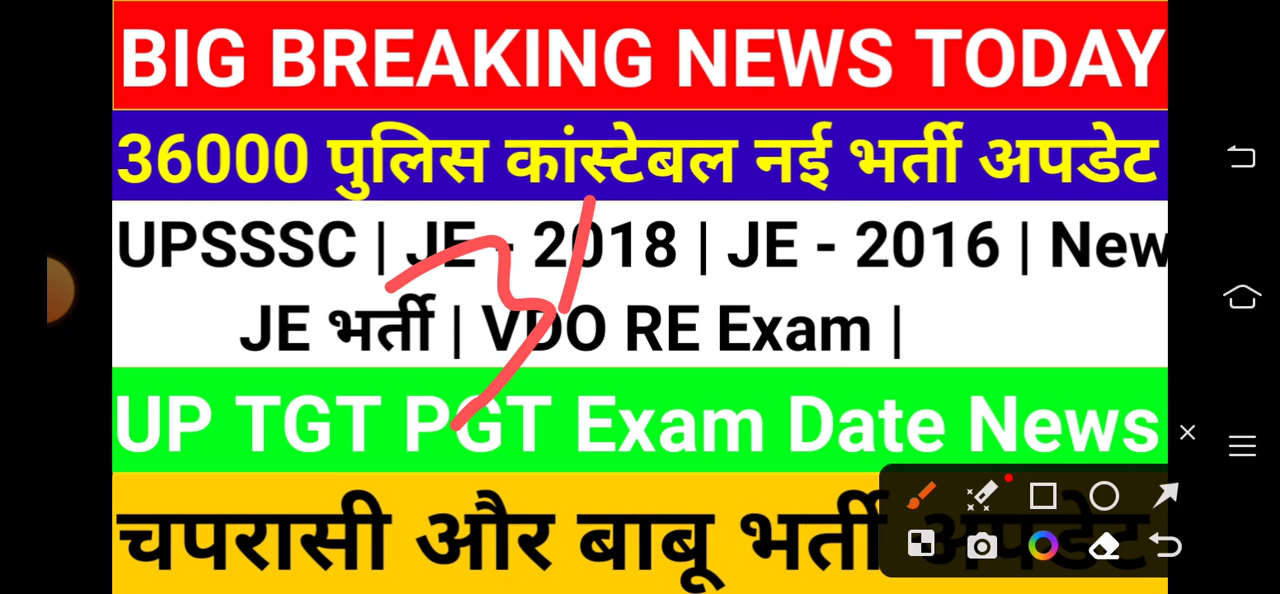 BIG BREAKING NEWS TODAY
36000 पुलिस कांस्टेबल नई भर्ती अपडेट
UPSSSC | JE - 2018 | JE - 2016 | New
JE भर्ती | VDO RE Exam |
UP TGT PGT Exam Date News
चपरासी और बाबू भर्ती अपडेट